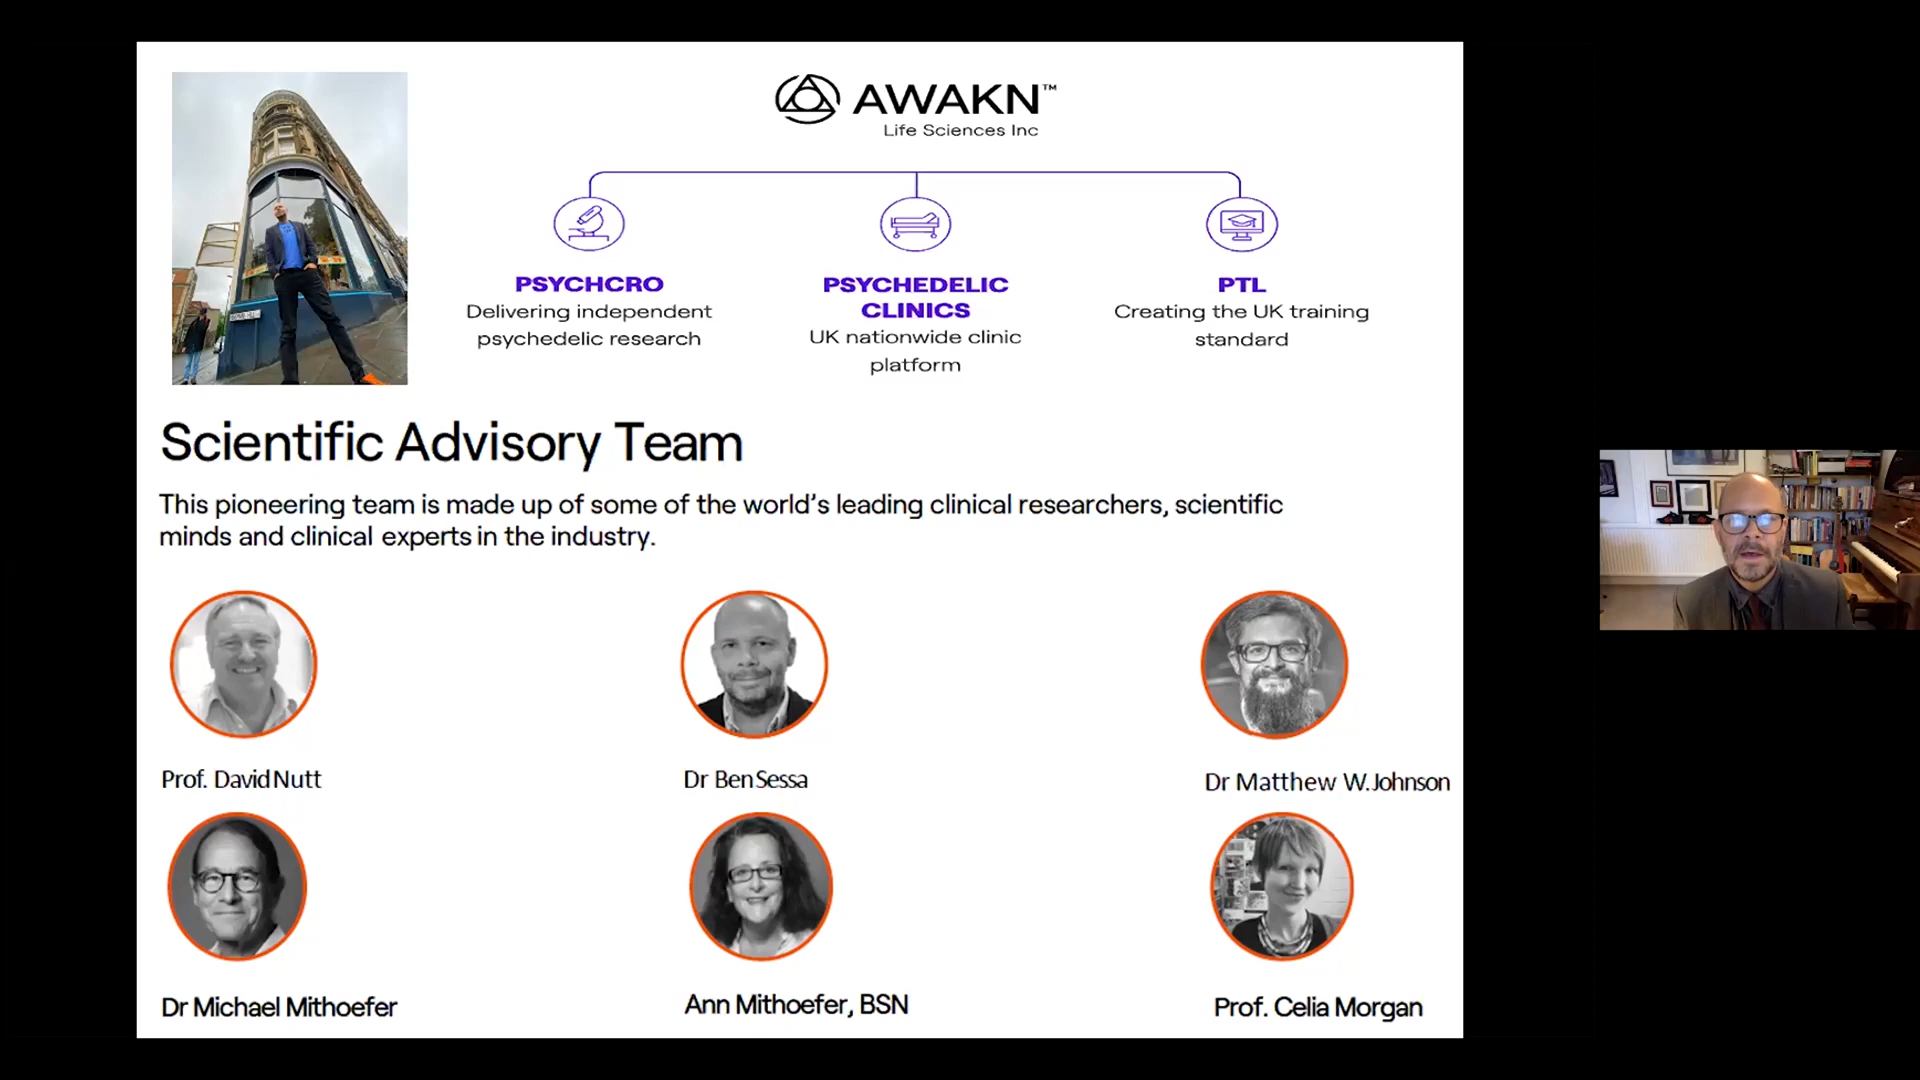 AWAKN™
Life Sciences Inc
PSYCHCRO
Delivering independent
psychedelic research
PSYCHEDELIC
CLINICS
UK nationwide clinic
platform
PTL
Creating the UK training
standard
Scientific Advisory Team
This pioneering team is made up of some of the world's leading clinical researchers, scientific
minds and clinical experts in the industry.
Prof. David Nutt
Dr Ben Sessa
Dr Matthew W. Johnson
Dr Michael Mithoefer
Ann Mithoefer, BSN
Prof. Celia Morgan